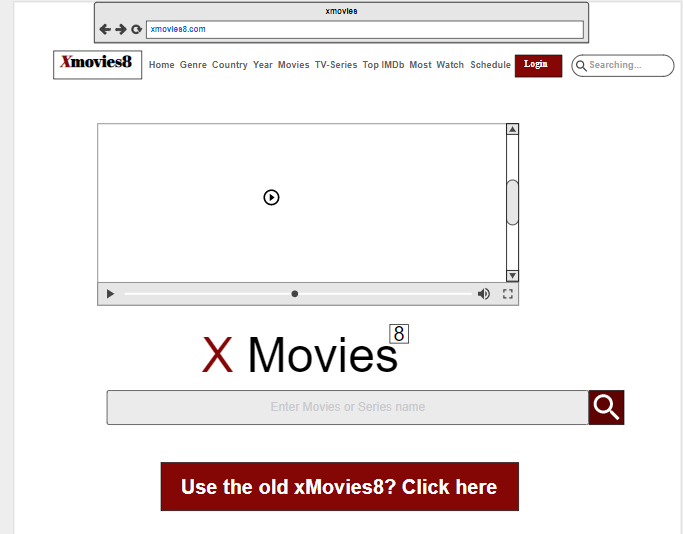 xmovies
xmovies8.com
Xmovies8 Home Genre Country Year Movies TV-Series Top IMDb Most Watch Schedule Login Searching...
X Movies 8
Enter Movies or Series name
Use the old xMovies8? Click here